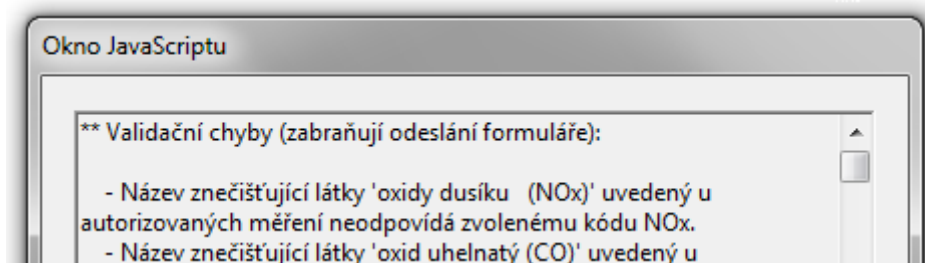 Okno JavaScriptu
** Validační chyby (zabraňují odeslání formuláře):
- Název znečišťující látky 'oxidy dusíku   (NOx)' uvedený u
autorizovaných měření neodpovídá zvolenému kódu NOx.
- Název znečišťující látky 'oxid uhelnatý (CO)' uvedený u